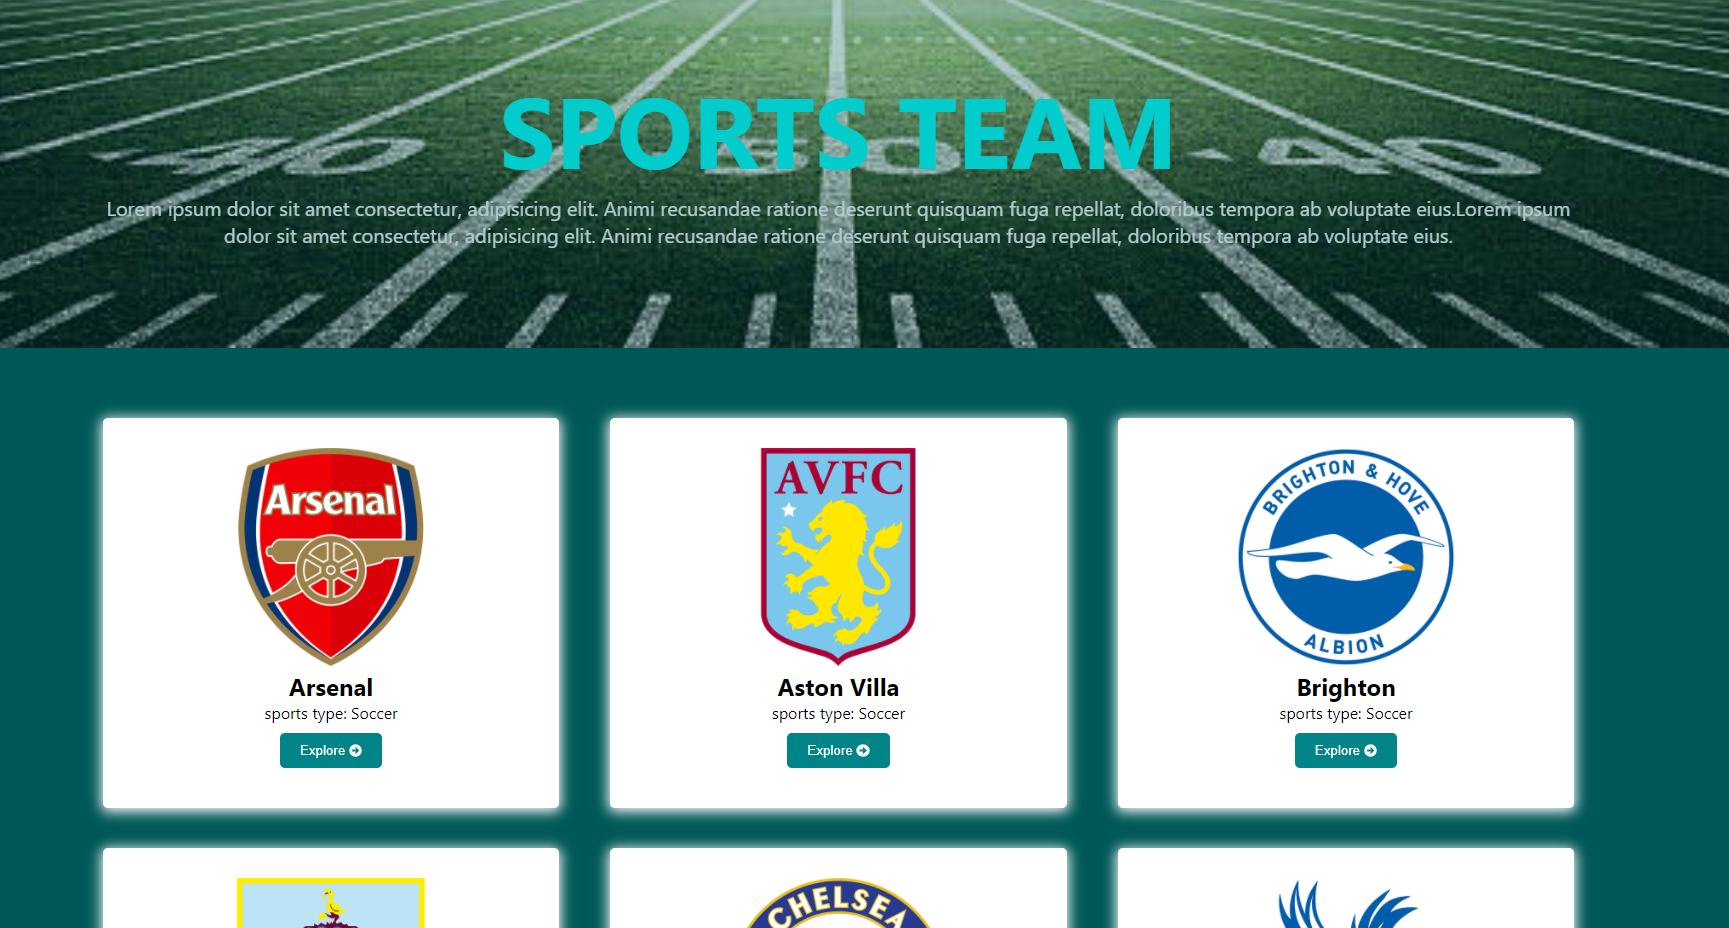 SPORTS TEAM
40 50 40
Lorem ipsum dolor sit amet consectetur, adipisicing elit. Animi recusandae ratione deserunt quisquam fuga repellat, doloribus tempora ab voluptate eius.Lorem ipsum
dolor sit amet consectetur, adipisicing elit. Animi recusandae ratione deserunt quisquam fuga repellat, doloribus tempora ab voluptate eius.
Arsenal
AVFC
BRIGHTON & HOVE
ALBION
Arsenal
Aston Villa
Brighton
sports type: Soccer
sports type: Soccer
sports type: Soccer
Explore
Explore
Explore
CHELSEA